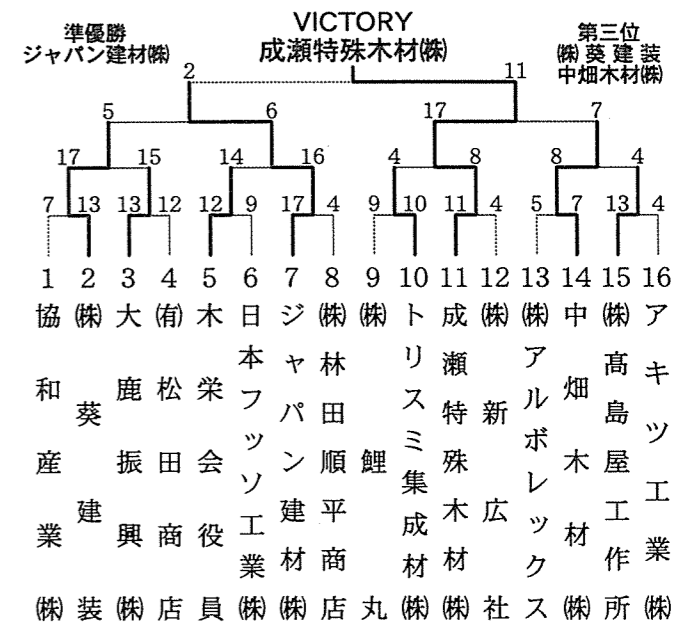 準優勝
ジャパン建材㈱
VICTORY
成瀬特殊木材㈱
第三位
㈱葵建装
中畑木材㈱
2 11
5 6 17 7
17 15 14 16 4 8 8 4
7 13 13 12 12 9 17 4 9 10 11 4 5 7 13 4
1 2 3 4 5 6 7 8 9 10 11 12 13 14 15 16
協和産業㈱
㈱葵建装
大鹿振興㈱
㈲松田商店
木栄会役員
日本フッソ工業㈱
ジャパン建材㈱
㈱林田順平商店
㈱鯉丸
トリスミ集成材㈱
成瀬特殊木材㈱
㈱新広社
㈱アルボレックス
中畑木材㈱
㈱髙島屋工作所
アキツ工業㈱